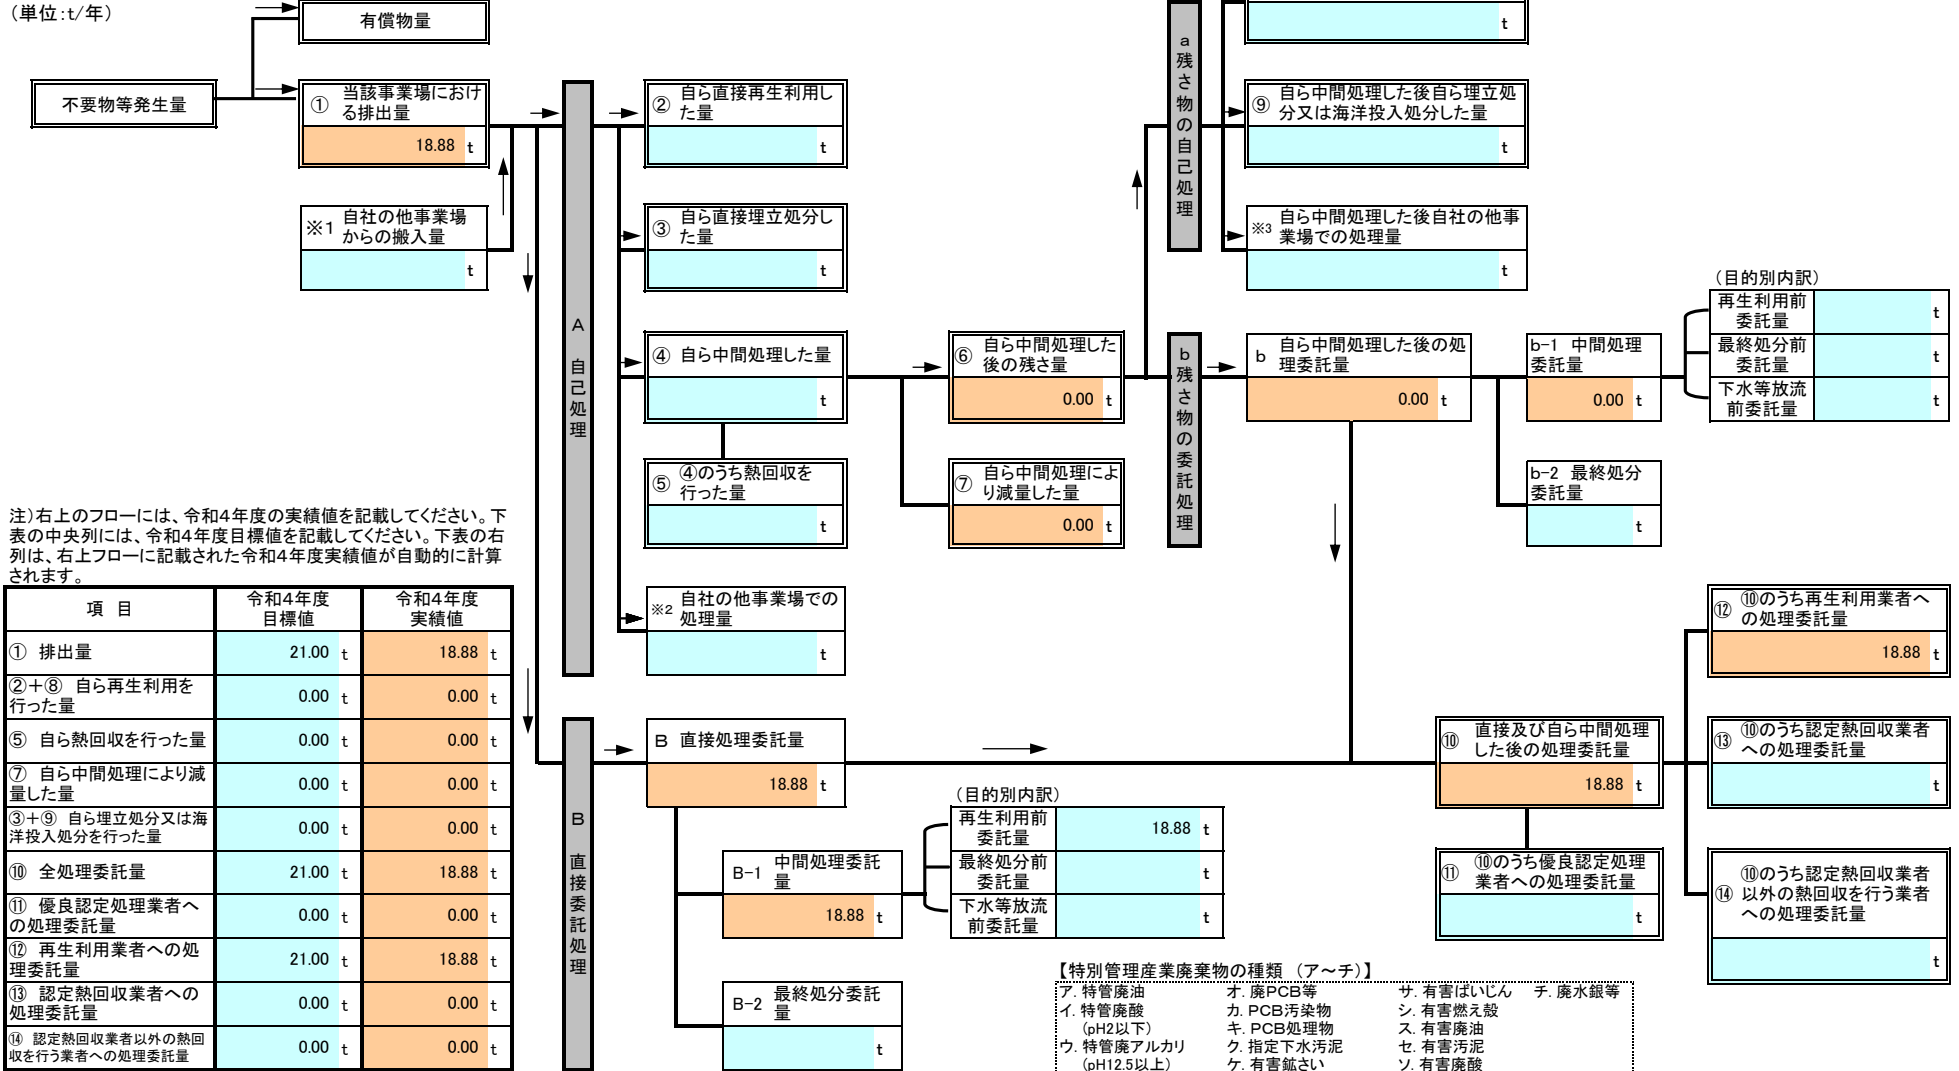 （単位：t/年）
有償物量
不要物等発生量
① 当該事業場におけ
る排出量
18.88 t
※1 自社の他事業場
からの搬入量
t
A 自己処理
② 自ら直接再生利用し
た量
t
③ 自ら直接埋立処分し
た量
t
④ 自ら中間処理した量
t
⑤ ④のうち熱回収を
行った量
t
※2 自社の他事業場での
処理量
t
⑥ 自ら中間処理した
後の残さ量
0.00 t
⑦ 自ら中間処理によ
り減量した量
0.00 t
a 残さ物の自己処理
t
⑨ 自ら中間処理した後自ら埋立処
分又は海洋投入処分した量
t
※3 自ら中間処理した後自社の他事
業場での処理量
t
b 残さ物の委託処理
b 自ら中間処理した後の処
理委託量
0.00 t
b-1 中間処理
委託量
0.00 t
b-2 最終処分
委託量
t
（目的別内訳）
再生利用前
委託量
t
最終処分前
委託量
t
下水等放流
前委託量
t
注）右上のフローには、令和４年度の実績値を記載してください。下
表の中央列には、令和４年度目標値を記載してください。下表の右
列は、右上フローに記載された令和４年度実績値が自動的に計算
されます。
項 目 令和４年度
目標値 令和４年度
実績値
① 排出量 21.00 t 18.88 t
②＋⑧ 自ら再生利用を
行った量 0.00 t 0.00 t
⑤ 自ら熱回収を行った量 0.00 t 0.00 t
⑦ 自ら中間処理により減
量した量 0.00 t 0.00 t
③＋⑨ 自ら埋立処分又は海
洋投入処分を行った量 0.00 t 0.00 t
⑩ 全処理委託量 21.00 t 18.88 t
⑪ 優良認定処理業者へ
の処理委託量 0.00 t 0.00 t
⑫ 再生利用業者への処
理委託量 21.00 t 18.88 t
⑬ 認定熱回収業者への
処理委託量 0.00 t 0.00 t
⑭ 認定熱回収業者以外の熱回
収を行う業者への処理委託量 0.00 t 0.00 t
B 直接委託処理
B 直接処理委託量
18.88 t
B-1 中間処理委託
量
18.88 t
B-2 最終処分委託
量
t
（目的別内訳）
再生利用前
委託量 18.88 t
最終処分前
委託量 t
下水等放流
前委託量 t
⑩ 直接及び自ら中間処理
した後の処理委託量
18.88 t
⑪ ⑩のうち優良認定処理
業者への処理委託量
t
⑫ ⑩のうち再生利用業者へ
の処理委託量
18.88 t
⑬ ⑩のうち認定熱回収業者
への処理委託量
t
⑭ ⑩のうち認定熱回収業者
以外の熱回収を行う業者
への処理委託量
t
【特別管理産業廃棄物の種類 （ア～チ）】
ア. 特管廃油 オ. 廃PCB等 サ. 有害ばいじん チ. 廃水銀等
イ. 特管廃酸 カ. PCB汚染物 シ. 有害燃え殻
（pH2以下） キ. PCB処理物 ス. 有害廃油
ウ. 特管廃アルカリ ク. 指定下水汚泥 セ. 有害汚泥
（pH12.5以上） ケ. 有害鉱さい ソ. 有害廃酸